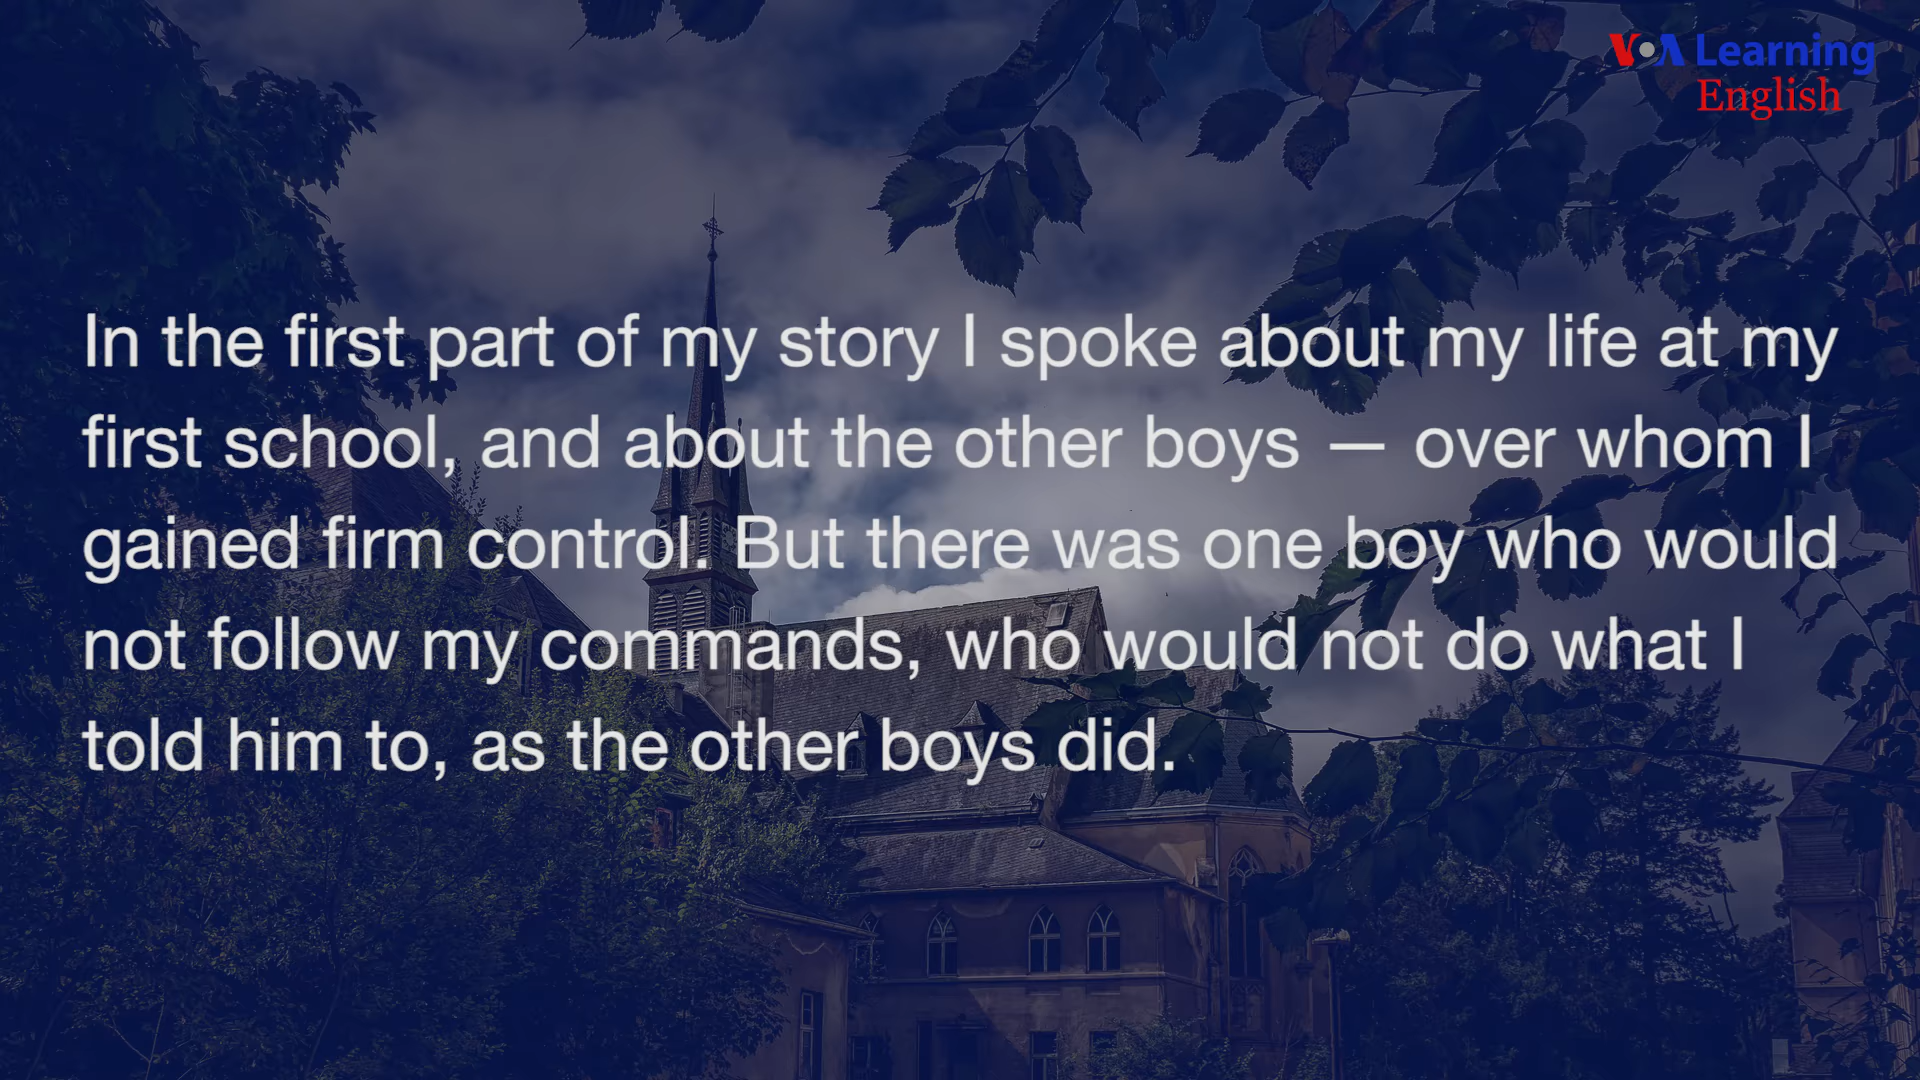 VOA Learning
English
In the first part of my story I spoke about my life at my
first school, and about the other boys — over whom I
gained firm control. But there was one boy who would
not follow my commands, who would not do what I
told him to, as the other boys did.